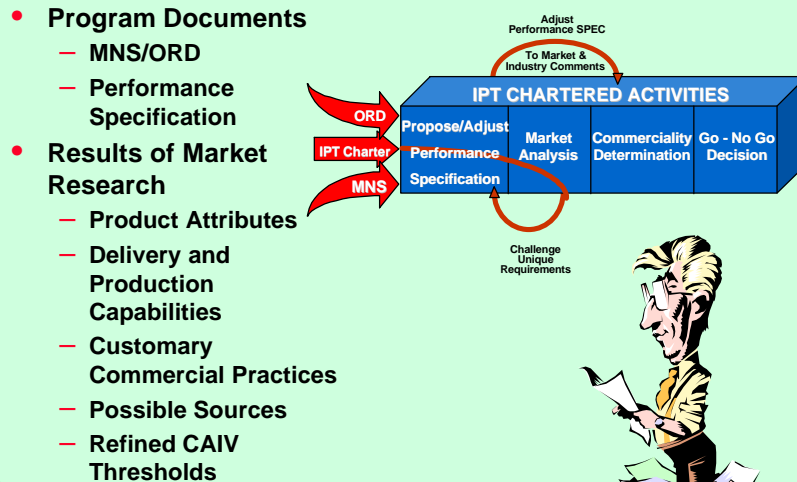 • Program Documents
– MNS/ORD
– Performance
Specification
• Results of Market
Research
– Product Attributes
– Delivery and
Production
Capabilities
– Customary
Commercial Practices
– Possible Sources
– Refined CAIV
Thresholds
Adjust
Performance SPEC
To Market &
Industry Comments
IPT CHARTERED ACTIVITIES
ORD
IPT Charter
MNS
Propose/Adjust
Performance
Specification
Market
Analysis
Commerciality
Determination
Go - No Go
Decision
Challenge
Unique
Requirements